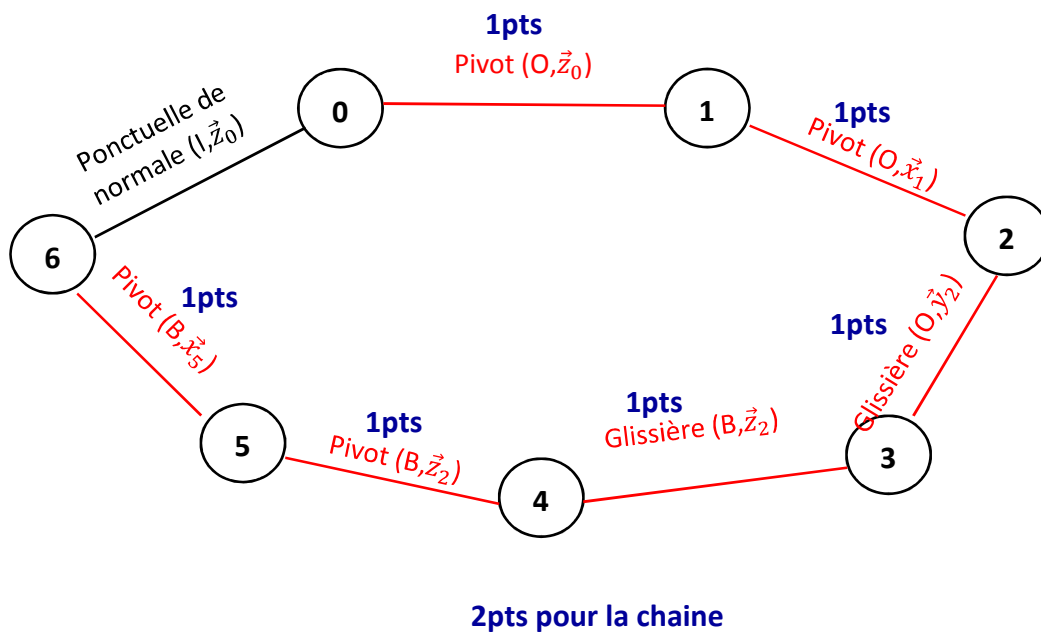 1pts
Pivot (O,z⃗₀)
0
1
Ponctuelle de
normale (I,z⃗₀)
1pts
Pivot (O,x⃗₁)
6
2
1pts
Pivot (B,x⃗₅)
1pts
Glissière (O,y⃗₂)
1pts
Pivot (B,z⃗₂)
1pts
Glissière (B,z⃗₂)
5
3
4
2pts pour la chaine